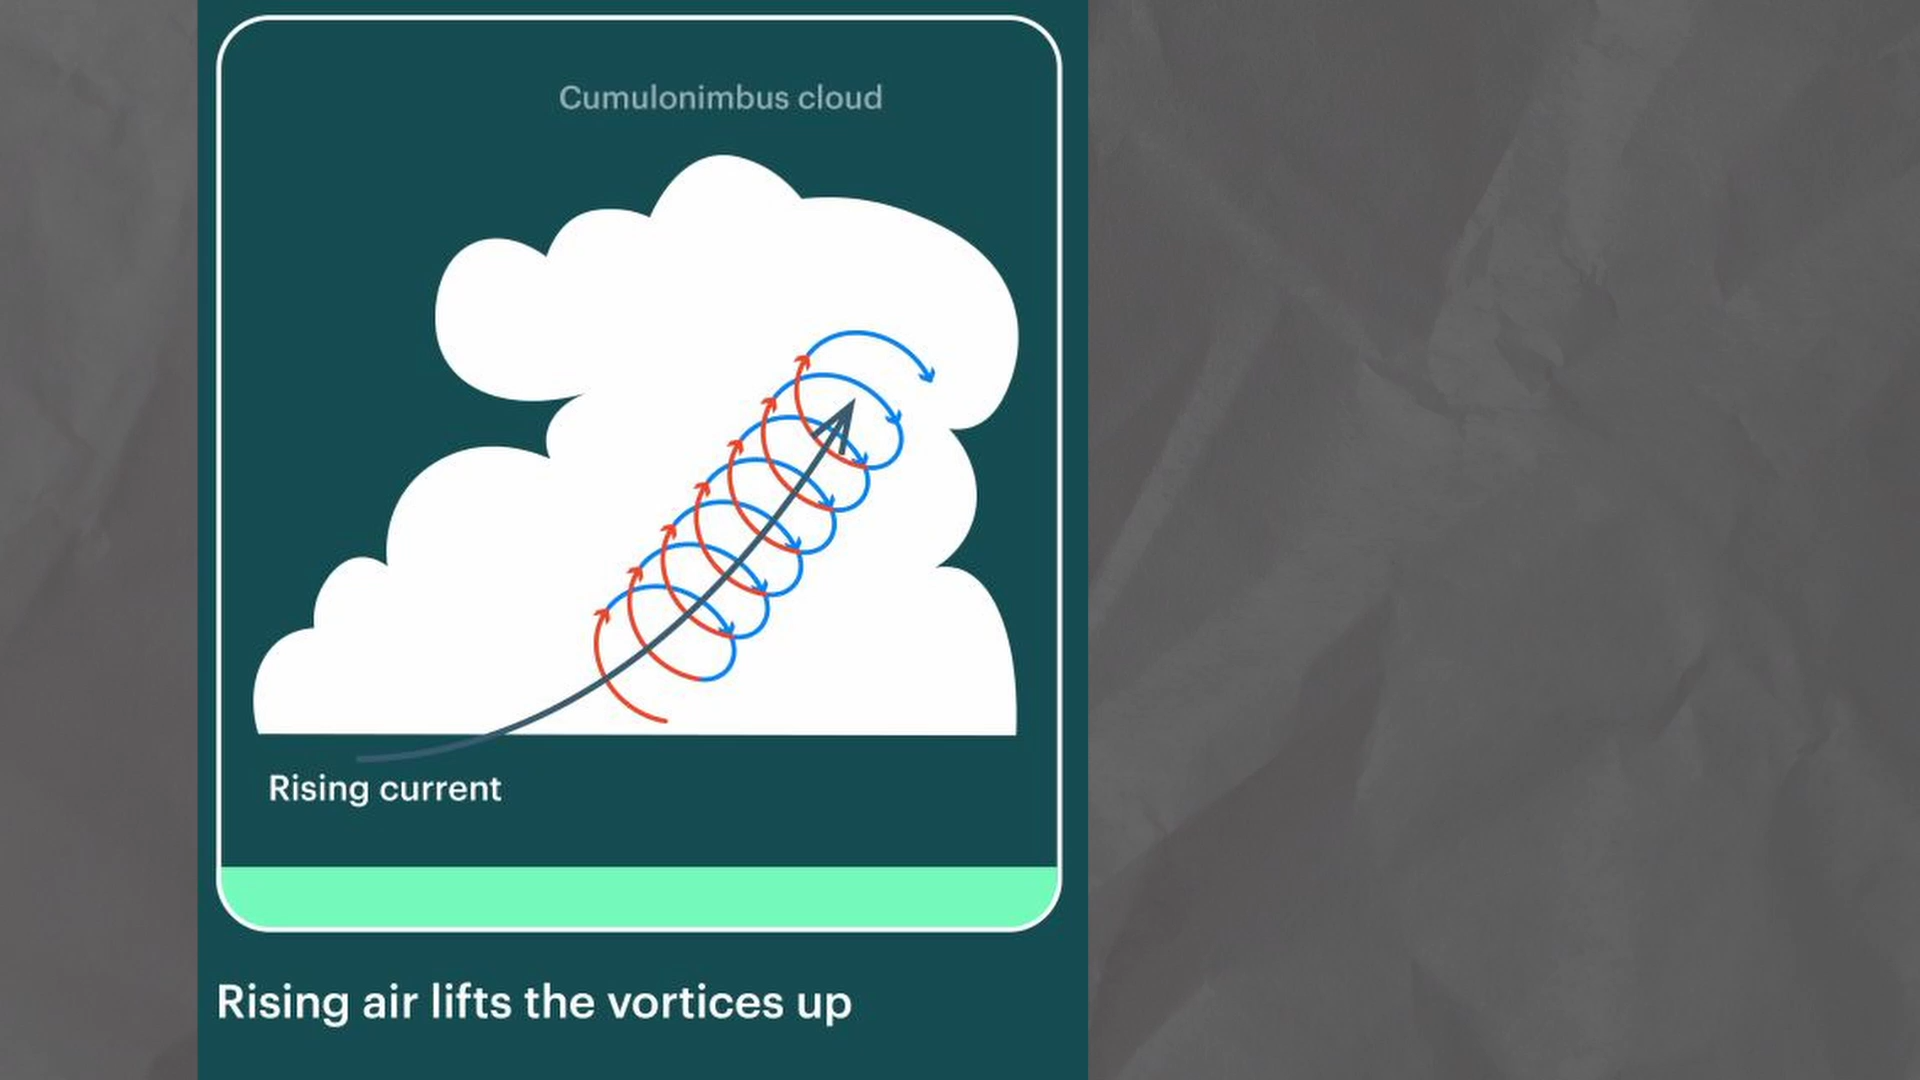 Cumulonimbus cloud
Rising current
Rising air lifts the vortices up